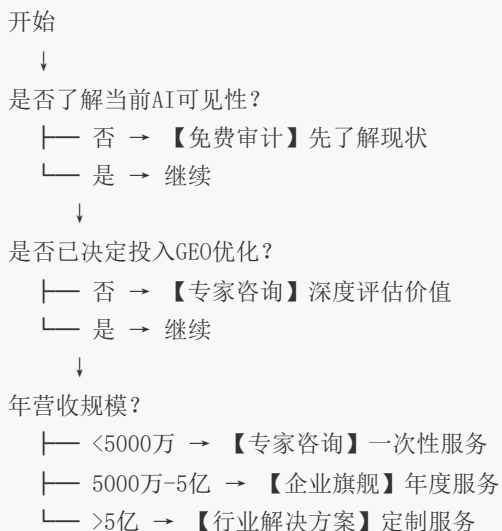 开始
  ↓
是否了解当前AI可见性?
  ├── 否 → 【免费审计】先了解现状
  └── 是 → 继续
      ↓
是否已决定投入GEO优化?
  ├── 否 → 【专家咨询】深度评估价值
  └── 是 → 继续
      ↓
年营收规模?
  ├── <5000万 → 【专家咨询】一次性服务
  ├── 5000万-5亿 → 【企业旗舰】年度服务
  └── >5亿 → 【行业解决方案】定制服务